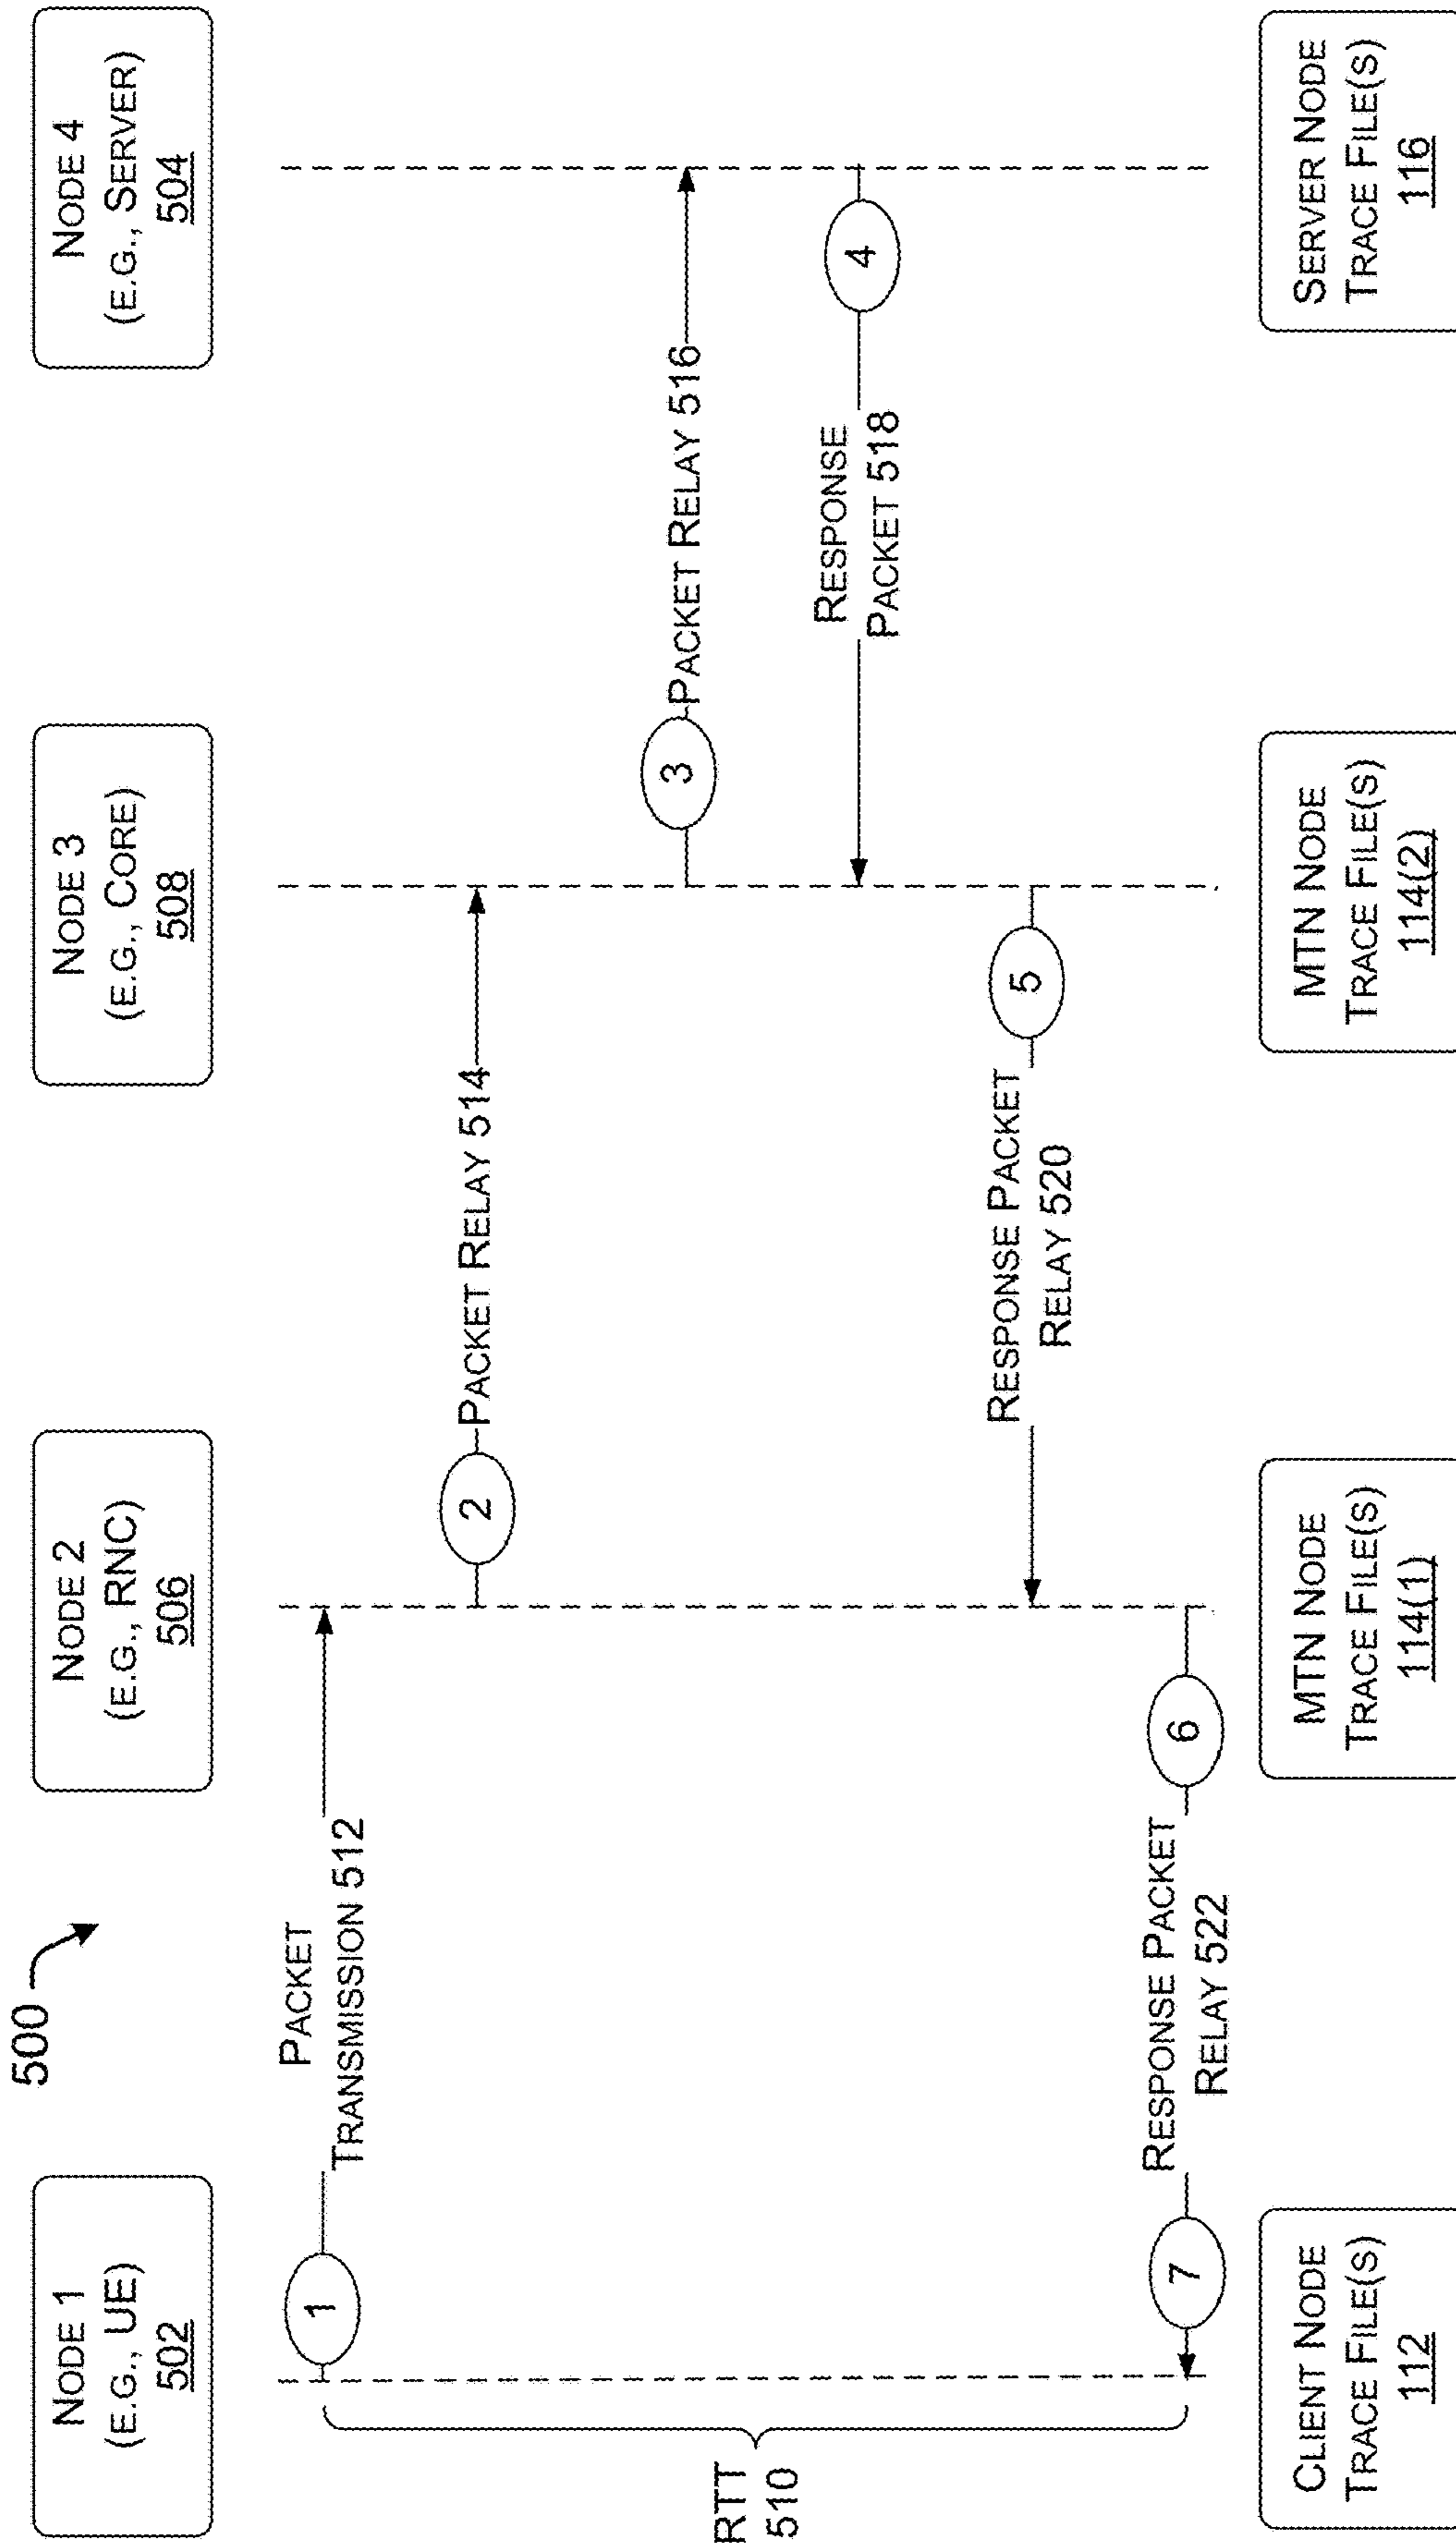 500
NODE 1
(E.G., UE)
502
NODE 2
(E.G., RNC)
506
NODE 3
(E.G., CORE)
508
NODE 4
(E.G., SERVER)
504
1
PACKET
TRANSMISSION 512
2
PACKET RELAY 514
3
PACKET RELAY 516
RTT
510
4
RESPONSE
PACKET 518
5
RESPONSE PACKET
RELAY 520
6
RESPONSE PACKET
RELAY 522
7
CLIENT NODE
TRACE FILE(S)
112
MTN NODE
TRACE FILE(S)
114(1)
MTN NODE
TRACE FILE(S)
114(2)
SERVER NODE
TRACE FILE(S)
116